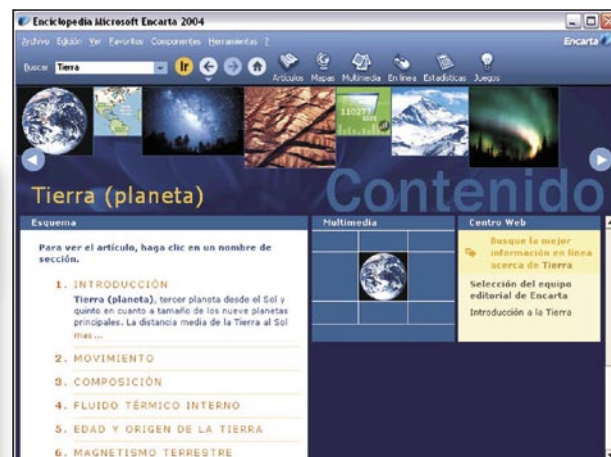 Enciclopedia Microsoft Encarta 2004
Archivo Edición Ver Favoritos Componentes Herramientas ?
Encarta
Buscar Tierra Ir
Artículos Mapas Multimedia En línea Estadísticas Juegos
110277
Tierra (planeta)
Contenido
Esquema
Para ver el artículo, haga clic en un nombre de
sección.
1. INTRODUCCIÓN
Tierra (planeta), tercer planeta desde el Sol y
quinto en cuanto a tamaño de los nueve planetas
principales. La distancia media de la Tierra al Sol
mas ...
2. MOVIMIENTO
3. COMPOSICIÓN
4. FLUIDO TÉRMICO INTERNO
5. EDAD Y ORIGEN DE LA TIERRA
6. MAGNETISMO TERRESTRE
Multimedia
Centro Web
Busque la mejor
información en línea
acerca de Tierra
Selección del equipo
editorial de Encarta
Introducción a la Tierra